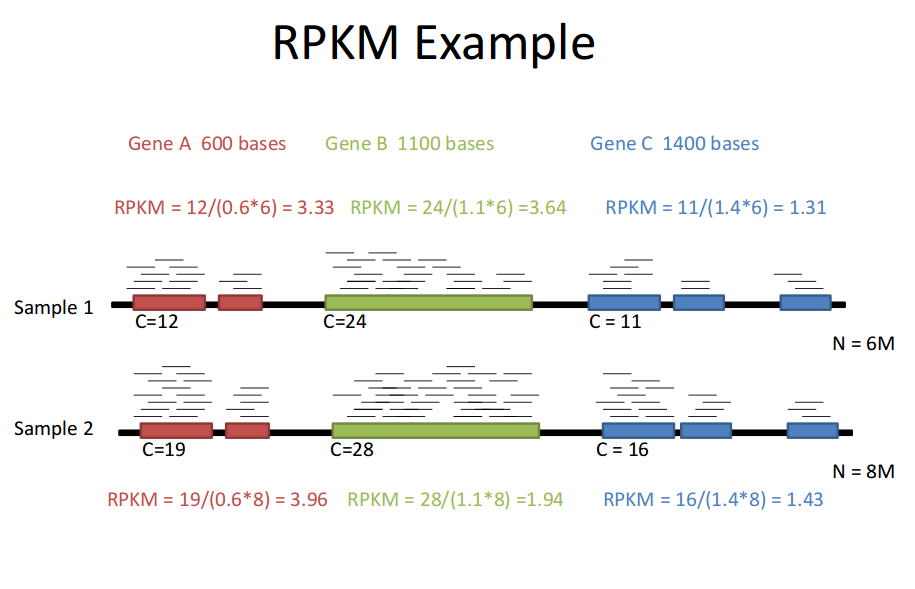 RPKM Example
Gene A  600 bases
Gene B  1100 bases
Gene C  1400 bases
RPKM = 12/(0.6*6) = 3.33
RPKM = 24/(1.1*6) =3.64
RPKM = 11/(1.4*6) = 1.31
Sample 1
C=12
C=24
C = 11
N = 6M
Sample 2
C=19
C=28
C = 16
N = 8M
RPKM = 19/(0.6*8) = 3.96
RPKM = 28/(1.1*8) =1.94
RPKM = 16/(1.4*8) = 1.43